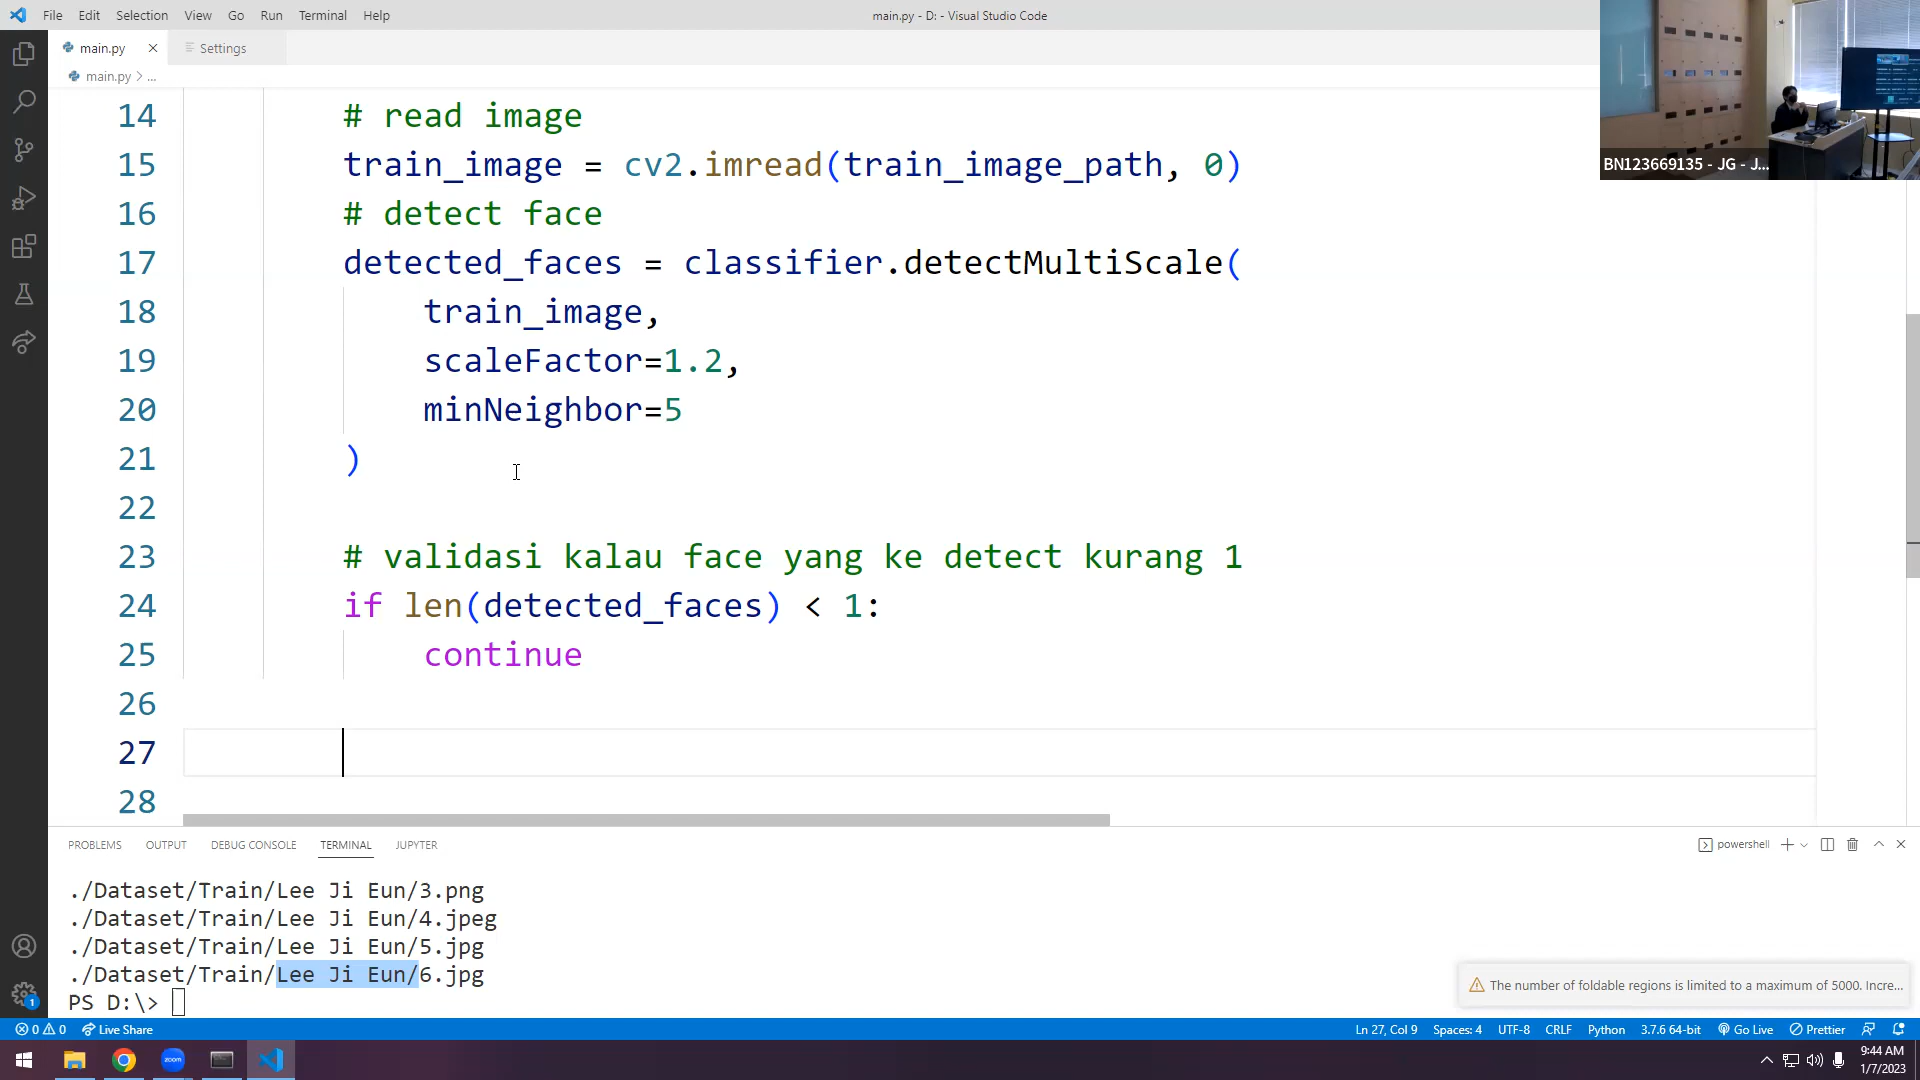 File Edit Selection View Go Run Terminal Help
main.py - D: - Visual Studio Code
main.py
Settings
main.py > ...
14 # read image
15 train_image = cv2.imread(train_image_path, 0)
16 # detect face
17 detected_faces = classifier.detectMultiScale(
18 train_image,
19 scaleFactor=1.2,
20 minNeighbor=5
21 )
22
23 # validasi kalau face yang ke detect kurang 1
24 if len(detected_faces) < 1:
25 continue
26
27
28
BN123669135 - JG - J...
PROBLEMS OUTPUT DEBUG CONSOLE TERMINAL JUPYTER
powershell
./Dataset/Train/Lee Ji Eun/3.png
./Dataset/Train/Lee Ji Eun/4.jpeg
./Dataset/Train/Lee Ji Eun/5.jpg
./Dataset/Train/Lee Ji Eun/6.jpg
PS D:\>
The number of foldable regions is limited to a maximum of 5000. Incre...
1
0 0 Live Share
Ln 27, Col 9 Spaces: 4 UTF-8 CRLF Python 3.7.6 64-bit Go Live Prettier
zoom
9:44 AM
1/7/2023